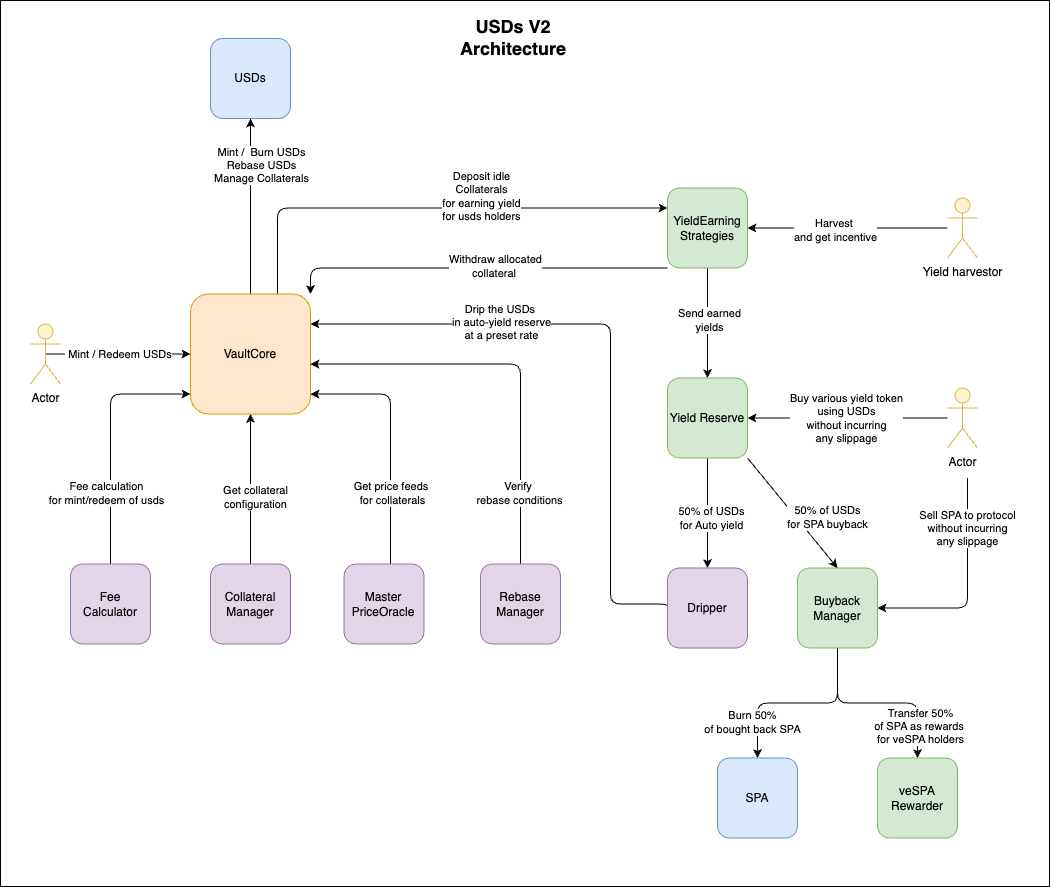 USDs V2
Architecture
USDs
Mint /  Burn USDs
Rebase USDs
Manage Collaterals
Deposit idle
Collaterals
for earning yield
for usds holders
YieldEarning
Strategies
Harvest
and get incentive
Yield harvestor
Withdraw allocated
collateral
Drip the USDs
in auto-yield reserve
at a preset rate
Send earned
yields
Actor
Mint / Redeem USDs
VaultCore
Yield Reserve
Buy various yield token
using USDs
without incurring
any slippage
Actor
Fee calculation
for mint/redeem of usds
Get collateral
configuration
Get price feeds
for collaterals
Verify
rebase conditions
50% of USDs
for Auto yield
50% of USDs
for SPA buyback
Sell SPA to protocol
without incurring
any slippage
Fee
Calculator
Collateral
Manager
Master
PriceOracle
Rebase
Manager
Dripper
Buyback
Manager
Burn 50%
of bought back SPA
Transfer 50%
of SPA as rewards
for veSPA holders
SPA
veSPA
Rewarder